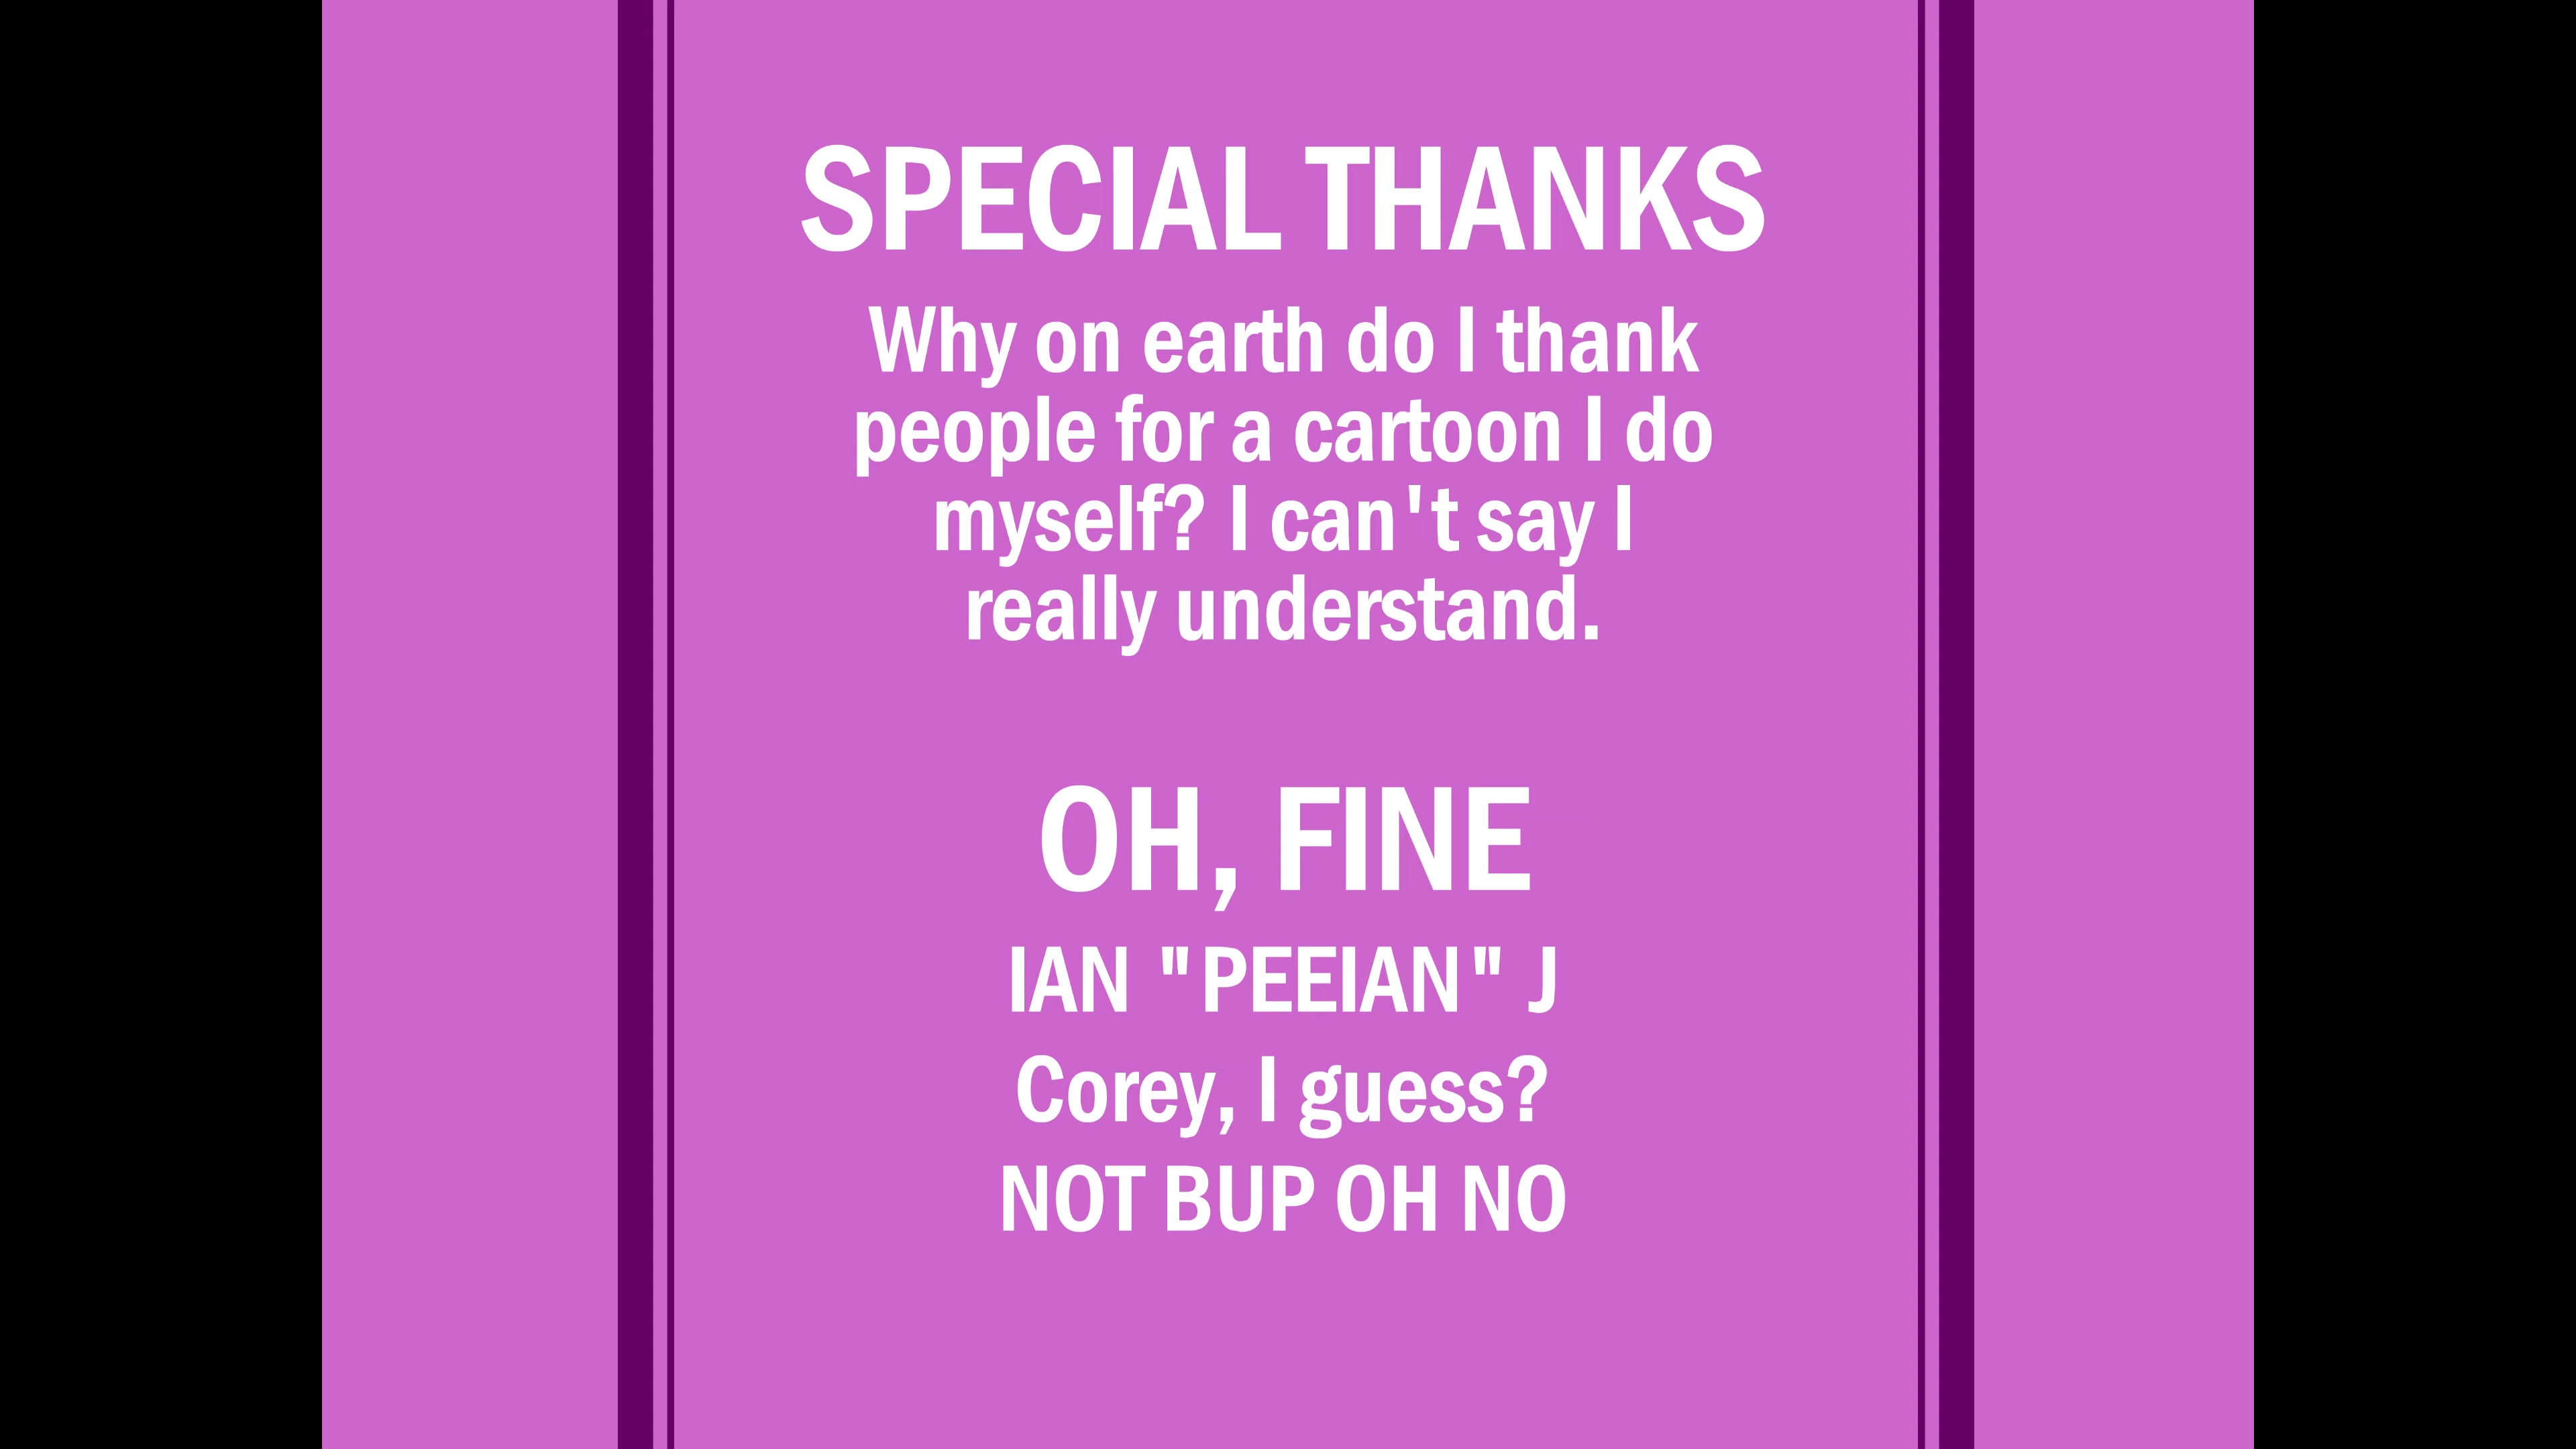 SPECIAL THANKS
Why on earth do I thank
people for a cartoon I do
myself? I can't say I
really understand.
OH, FINE
IAN "PEEIAN" J
Corey, I guess?
NOT BUP OH NO